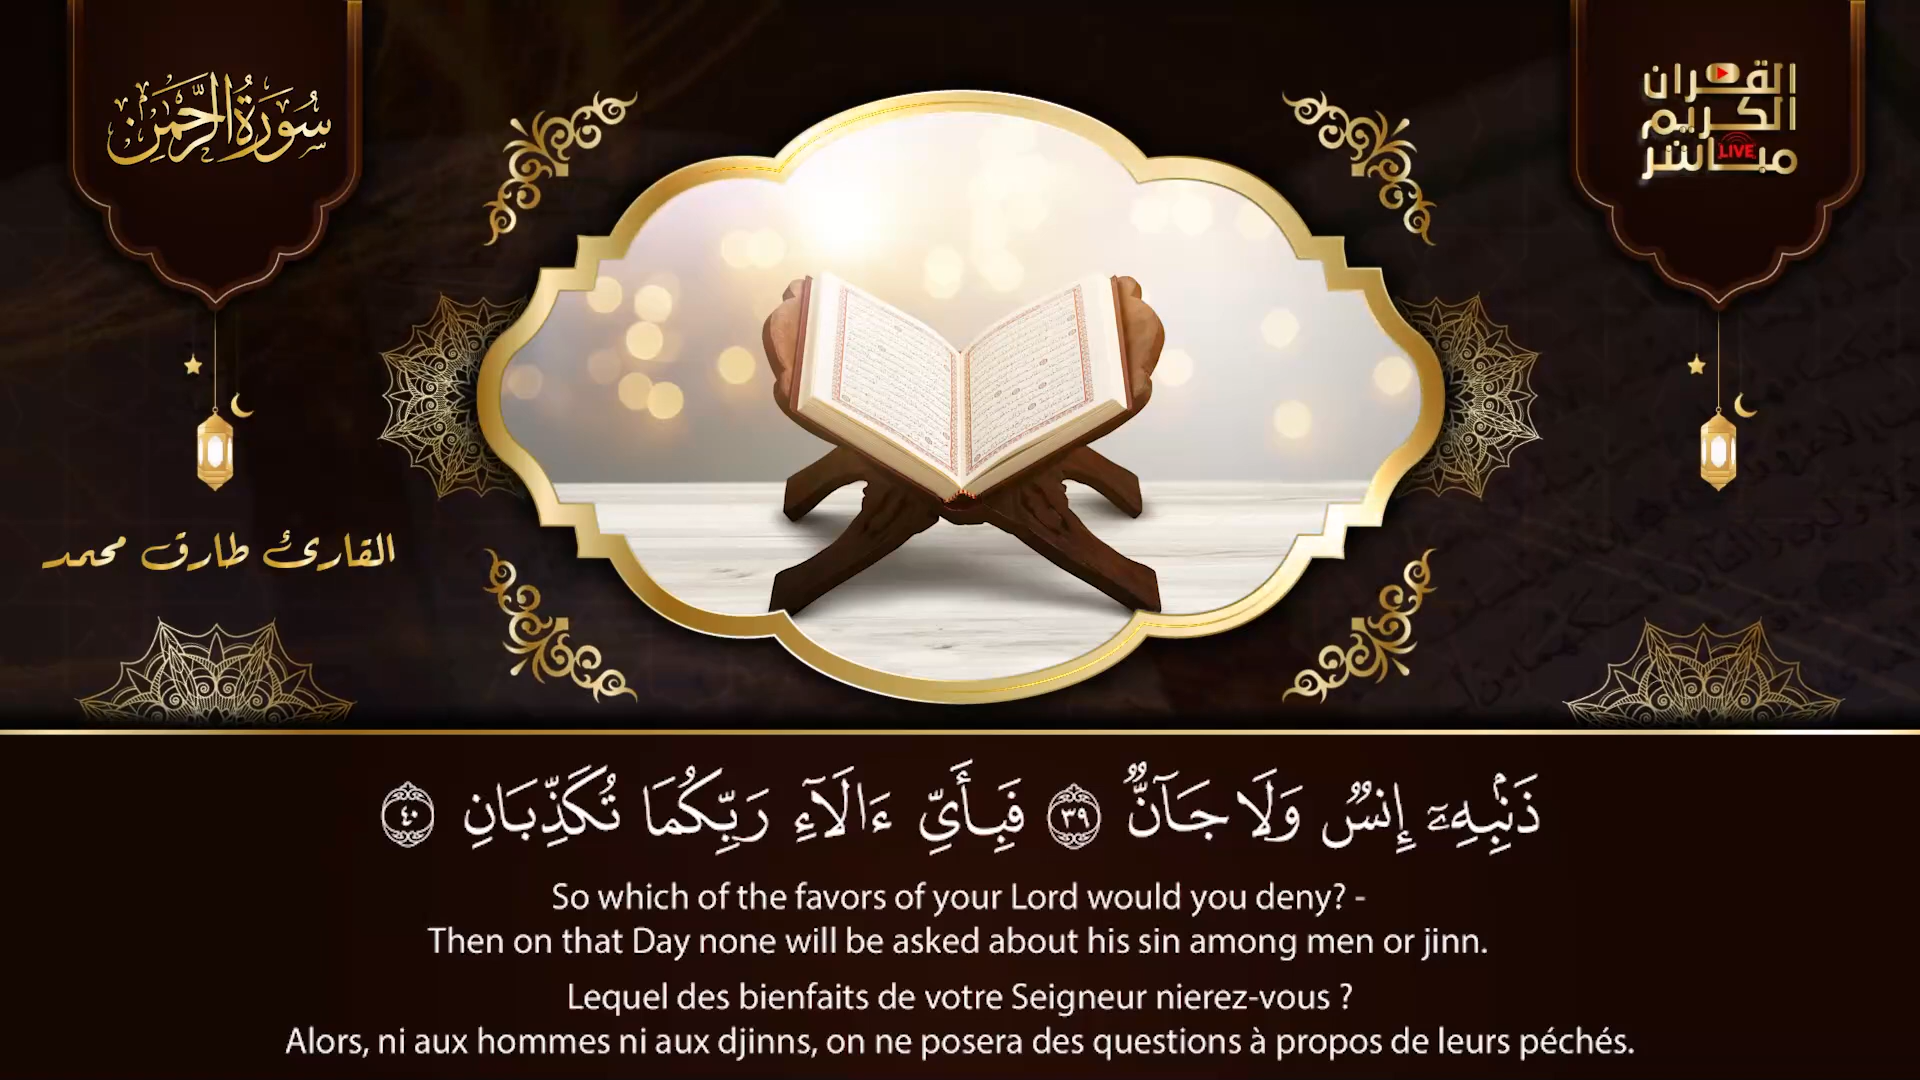 سُورَةُ الرَّحْمَٰن
القرآن
الكريم
مباشر
LIVE
القارئ طارق محمد
ذَنۢبِهِۦٓ إِنسٌۭ وَلَا جَآنٌّۭ ٣٩ فَبِأَىِّ ءَالَآءِ رَبِّكُمَا تُكَذِّبَانِ ٤٠
So which of the favors of your Lord would you deny? -
Then on that Day none will be asked about his sin among men or jinn.
Lequel des bienfaits de votre Seigneur nierez-vous ?
Alors, ni aux hommes ni aux djinns, on ne posera des questions à propos de leurs péchés.